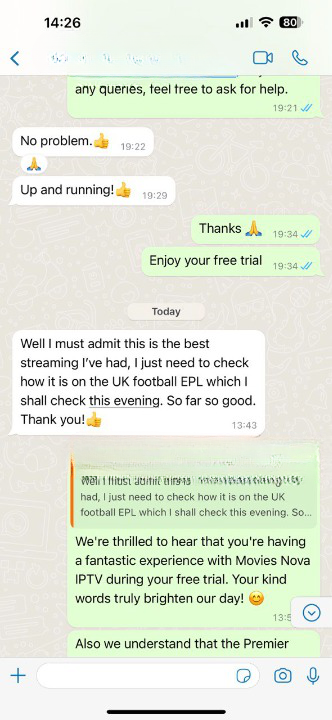 14:26
80
any queries, feel free to ask for help.
19:21
No problem.👍 19:22
🙏
Up and running!👍 19:29
Thanks 🙏 19:34
Enjoy your free trial 19:34
Today
Well I must admit this is the best
streaming I've had, I just need to check
how it is on the UK football EPL which I
shall check this evening. So far so good.
Thank you!👍 13:43
Well I must admit this is
had, I just need to check how it is on the UK
football EPL which I shall check this evening. So...
We're thrilled to hear that you're having
a fantastic experience with Movies Nova
IPTV during your free trial. Your kind
words truly brighten our day! 😊
13:5
Also we understand that the Premier